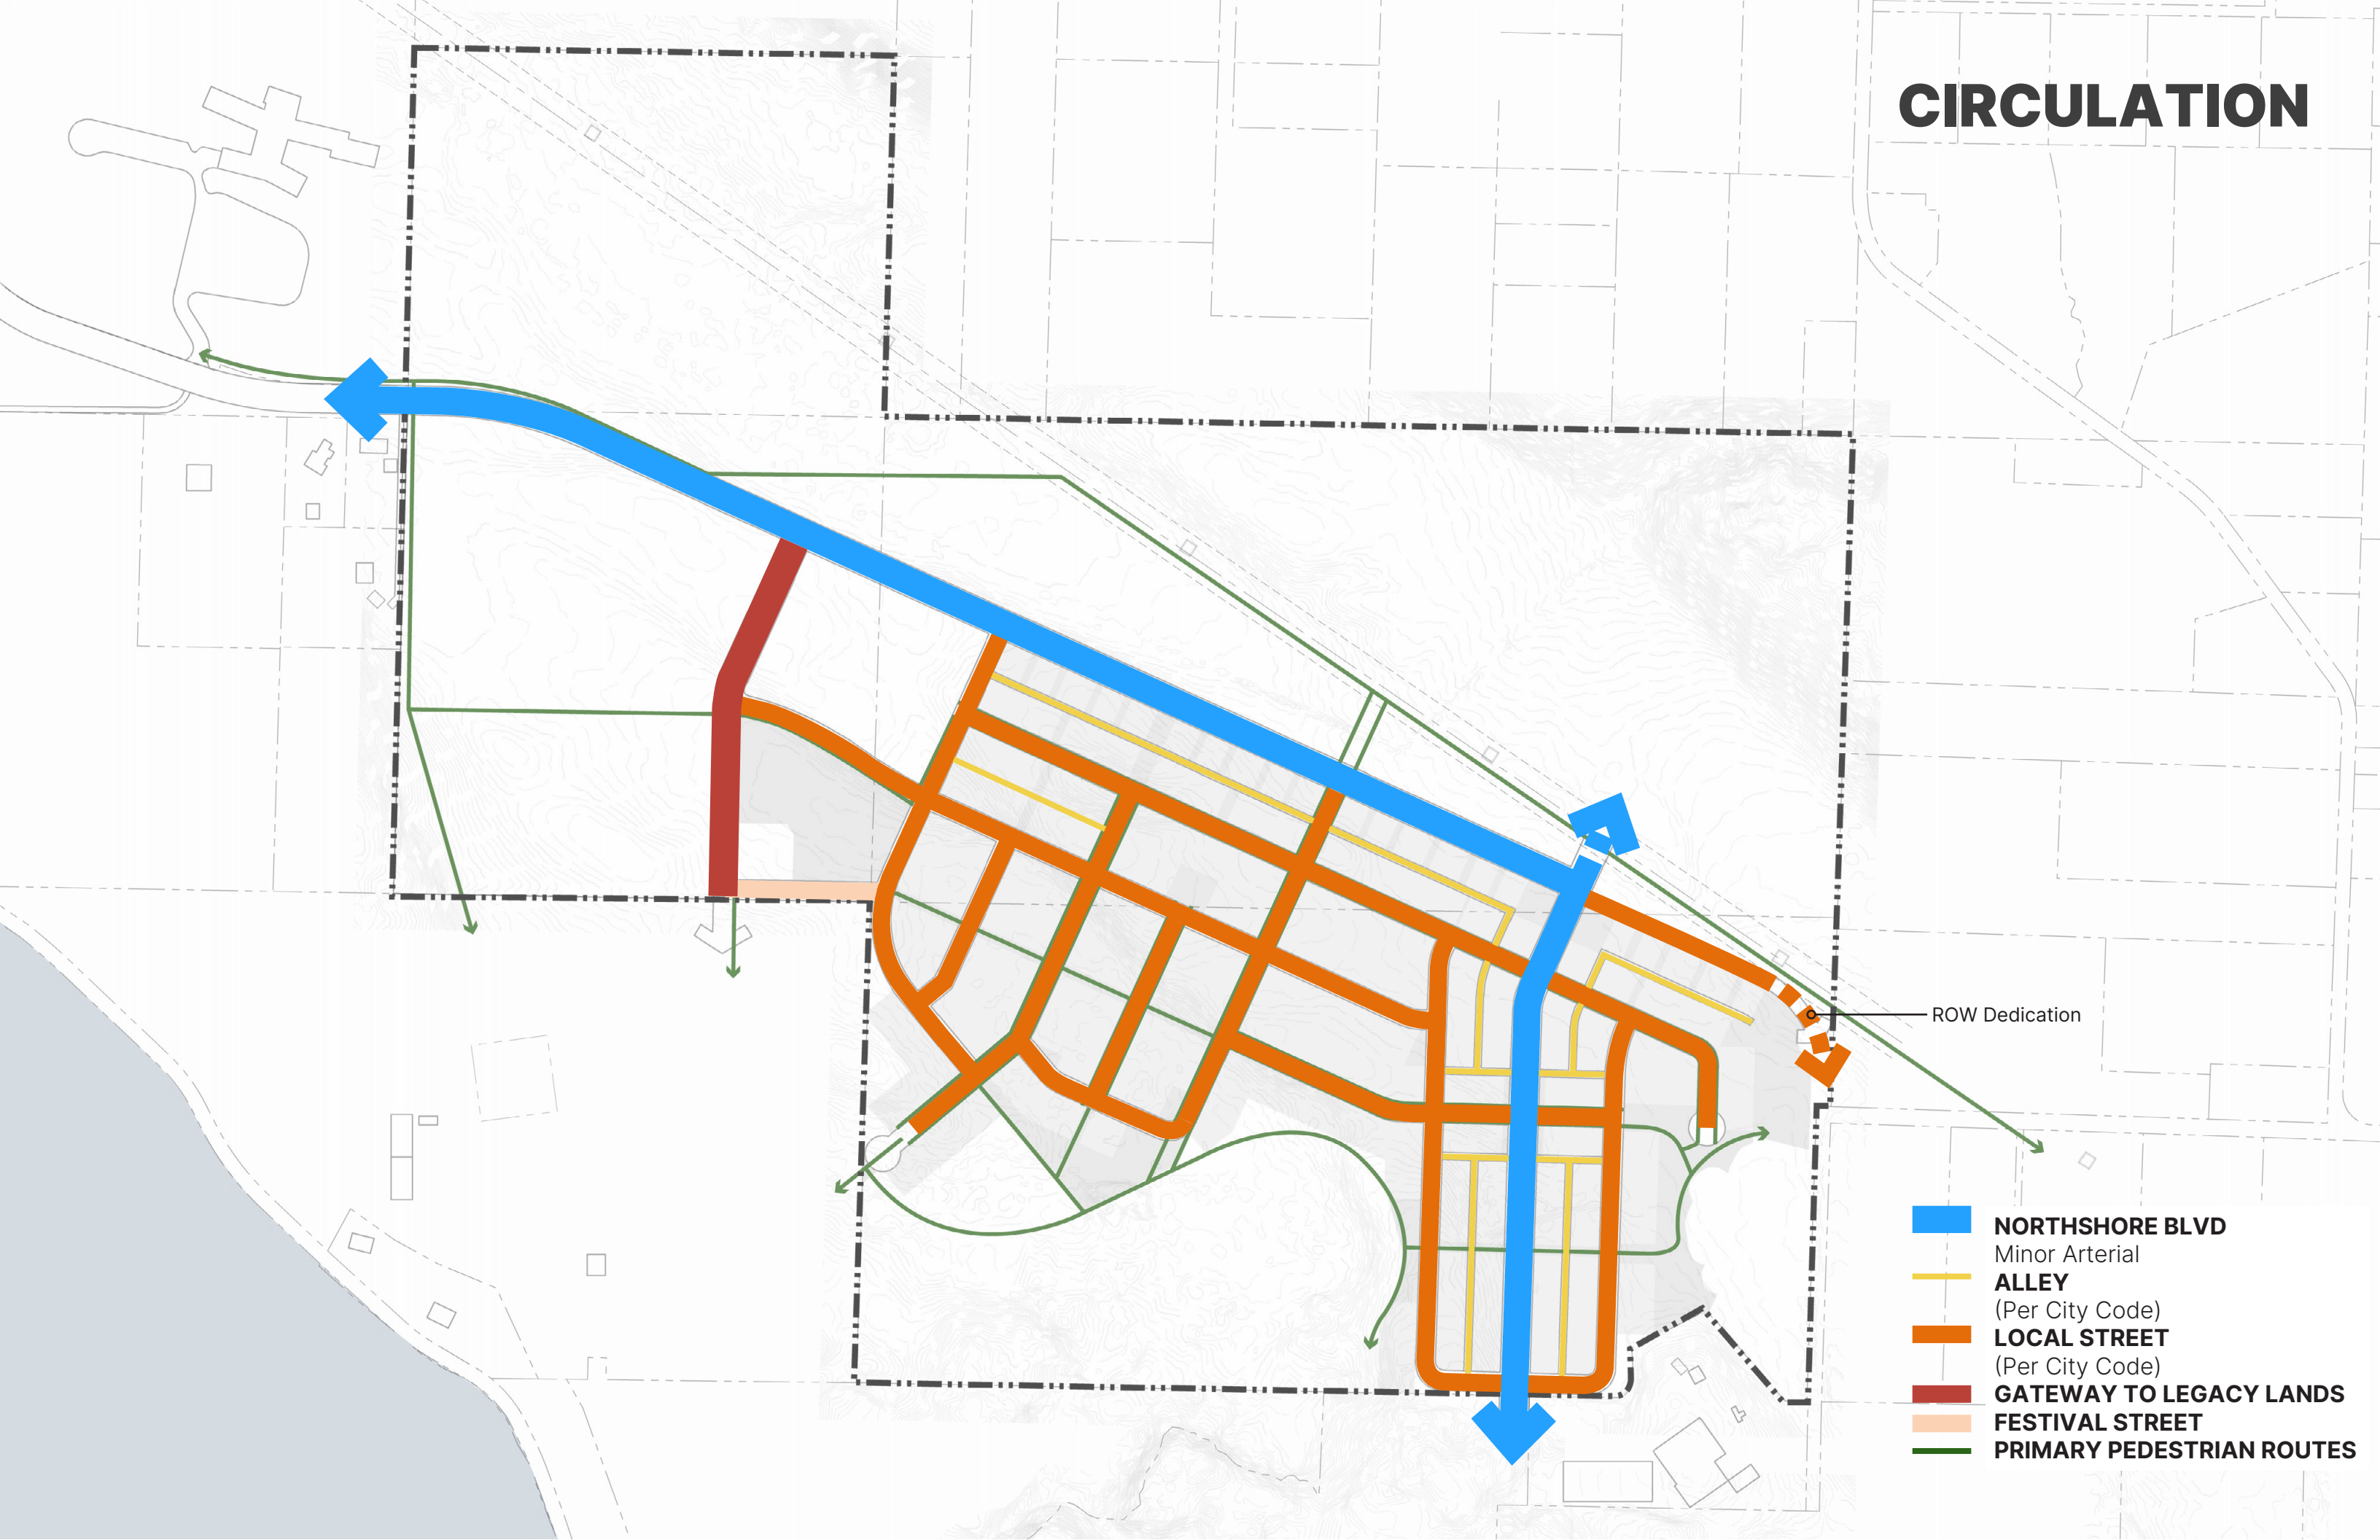 CIRCULATION
ROW Dedication
NORTHSHORE BLVD
Minor Arterial
ALLEY
(Per City Code)
LOCAL STREET
(Per City Code)
GATEWAY TO LEGACY LANDS
FESTIVAL STREET
PRIMARY PEDESTRIAN ROUTES